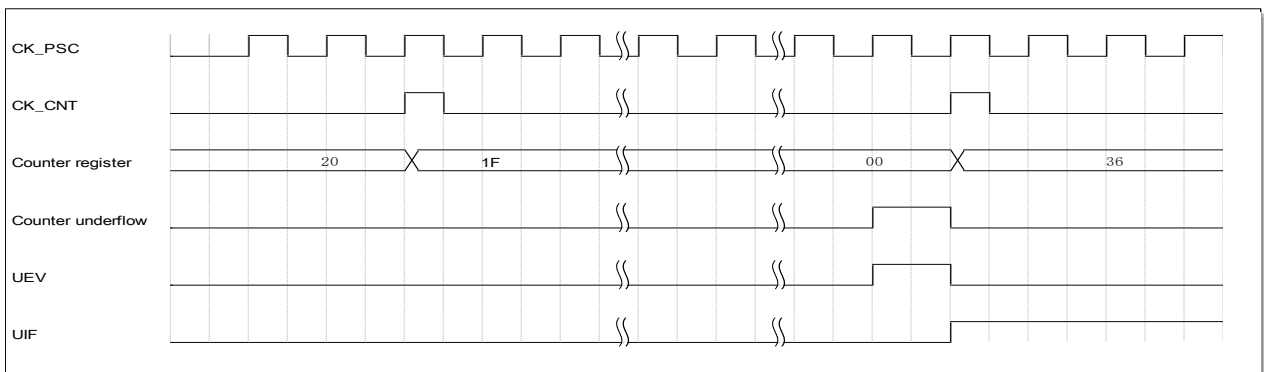 CK_PSC
CK_CNT
Counter register 20 1F 00 36
Counter underflow
UEV
UIF